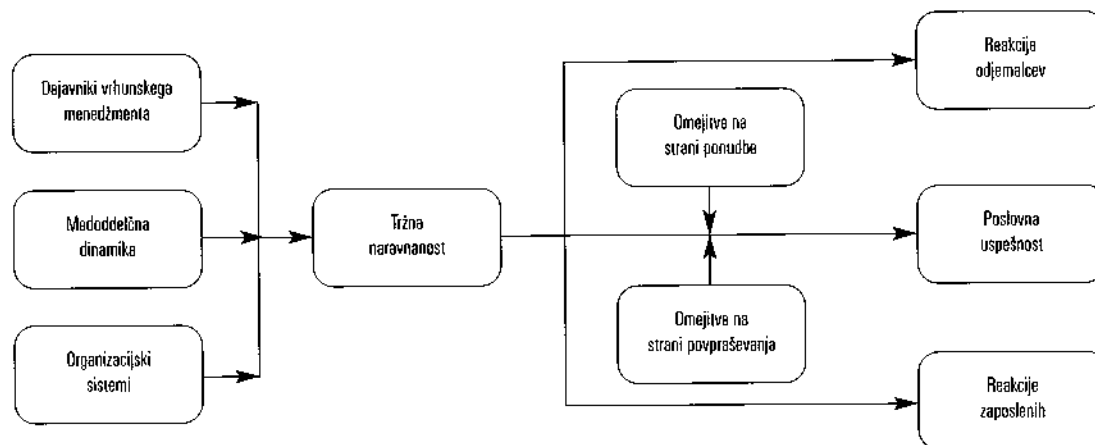 Dejavniki vrhunskega
menedžmenta
Medoddelčna
dinamika
Organizacijski
sistemi
Tržna
naravnanost
Omejitve na
strani ponudbe
Omejitve na
strani povpraševanja
Reakcija
odjemalcev
Poslovna
uspešnost
Reakcije
zaposlenih